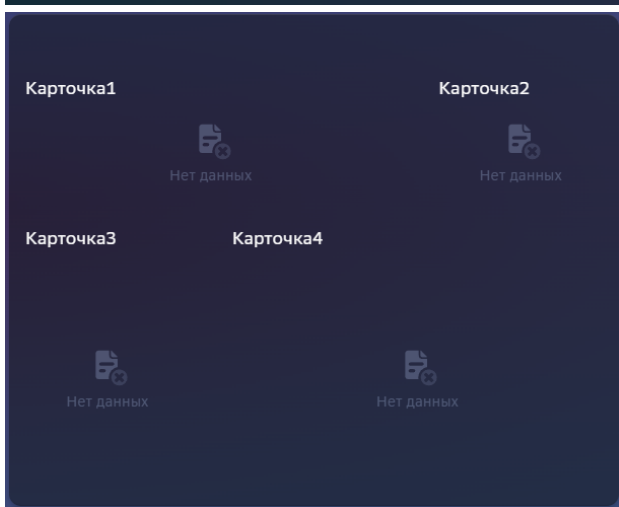 Карточка1
Карточка2
Нет данных
Нет данных
Карточка3
Карточка4
Нет данных
Нет данных